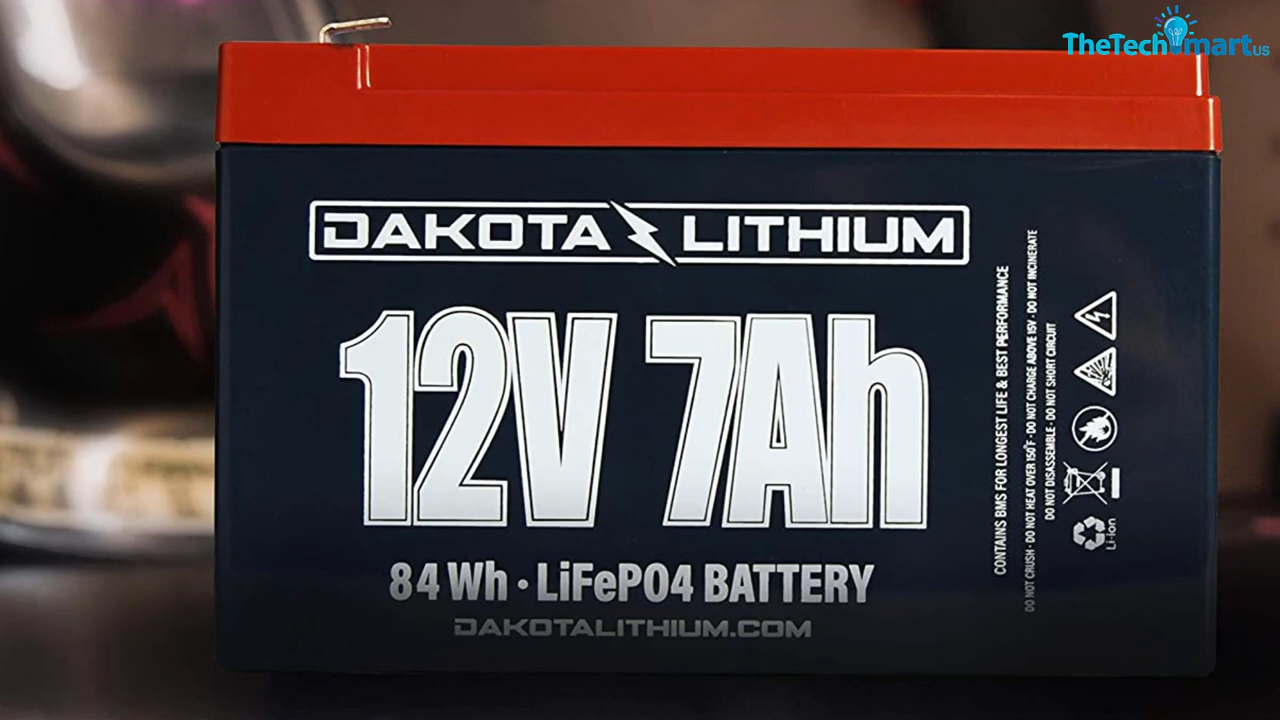 TheTechSmart.us
DAKOTA LITHIUM
12V 7Ah
84 Wh · LiFePO4 BATTERY
DAKOTALITHIUM.COM
CONTAINS BMS FOR LONGEST LIFE & BEST PERFORMANCE
DO NOT CRUSH · DO NOT HEAT OVER 150°F · DO NOT CHARGE ABOVE 15V · DO NOT INCINERATE
DO NOT DISASSEMBLE · DO NOT SHORT CIRCUIT
Li-ion